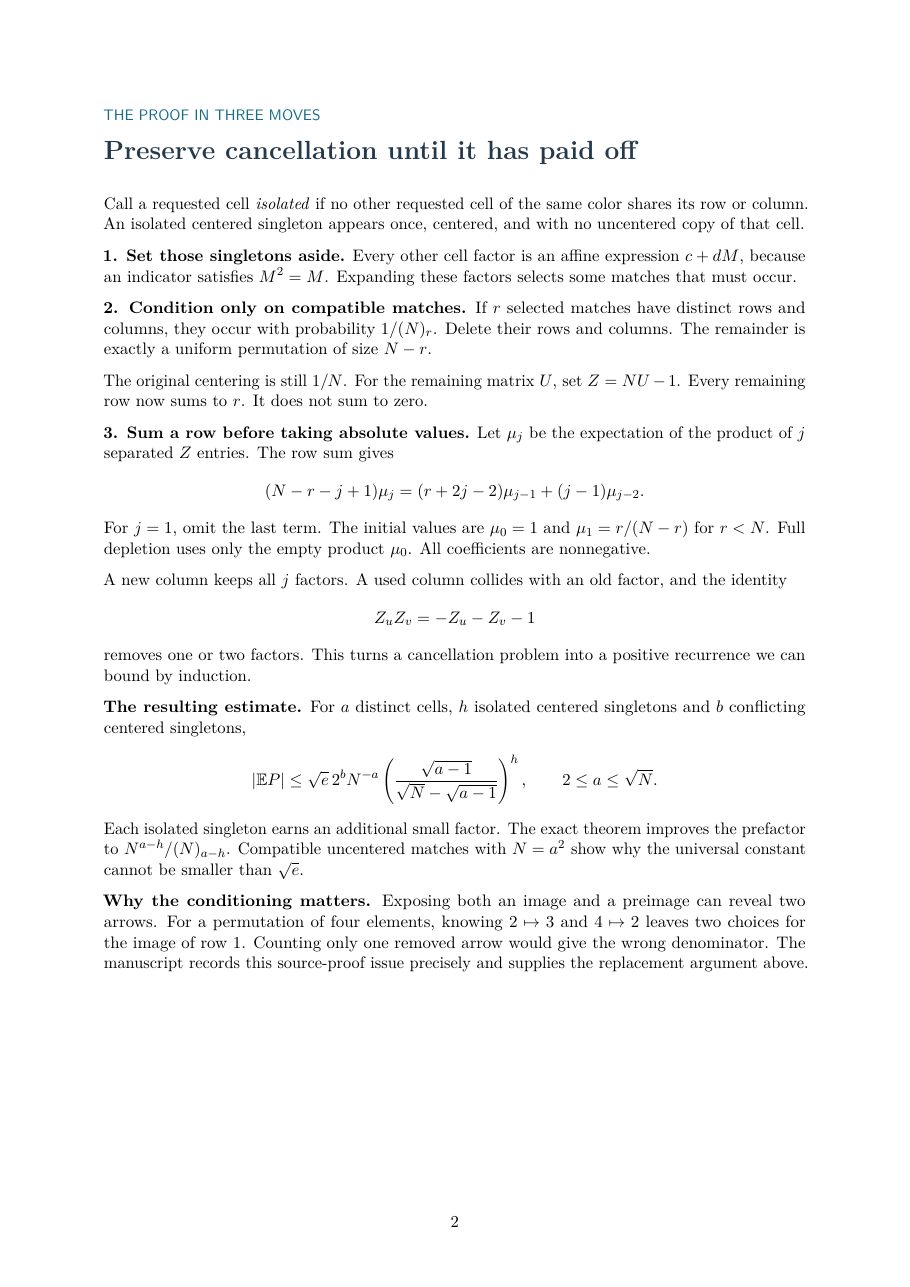 THE PROOF IN THREE MOVES
Preserve cancellation until it has paid off
Call a requested cell isolated if no other requested cell of the same color shares its row or column.
An isolated centered singleton appears once, centered, and with no uncentered copy of that cell.
1. Set those singletons aside. Every other cell factor is an affine expression c + dM, because
an indicator satisfies M² = M. Expanding these factors selects some matches that must occur.
2. Condition only on compatible matches. If r selected matches have distinct rows and
columns, they occur with probability 1/(N)_r. Delete their rows and columns. The remainder is
exactly a uniform permutation of size N − r.
The original centering is still 1/N. For the remaining matrix U, set Z = NU − 1. Every remaining
row now sums to r. It does not sum to zero.
3. Sum a row before taking absolute values. Let μ_j be the expectation of the product of j
separated Z entries. The row sum gives
(N − r − j + 1)μ_j = (r + 2j − 2)μ_{j−1} + (j − 1)μ_{j−2}.
For j = 1, omit the last term. The initial values are μ_0 = 1 and μ_1 = r/(N − r) for r < N. Full
depletion uses only the empty product μ_0. All coefficients are nonnegative.
A new column keeps all j factors. A used column collides with an old factor, and the identity
Z_uZ_v = −Z_u − Z_v − 1
removes one or two factors. This turns a cancellation problem into a positive recurrence we can
bound by induction.
The resulting estimate. For a distinct cells, h isolated centered singletons and b conflicting
centered singletons,
|𝔼P| ≤ √e 2^b N^{−a} (√(a − 1) / (√N − √(a − 1)))^h, 2 ≤ a ≤ √N.
Each isolated singleton earns an additional small factor. The exact theorem improves the prefactor
to N^{a−h}/(N)_{a−h}. Compatible uncentered matches with N = a² show why the universal constant
cannot be smaller than √e.
Why the conditioning matters. Exposing both an image and a preimage can reveal two
arrows. For a permutation of four elements, knowing 2 ↦ 3 and 4 ↦ 2 leaves two choices for
the image of row 1. Counting only one removed arrow would give the wrong denominator. The
manuscript records this source-proof issue precisely and supplies the replacement argument above.
2